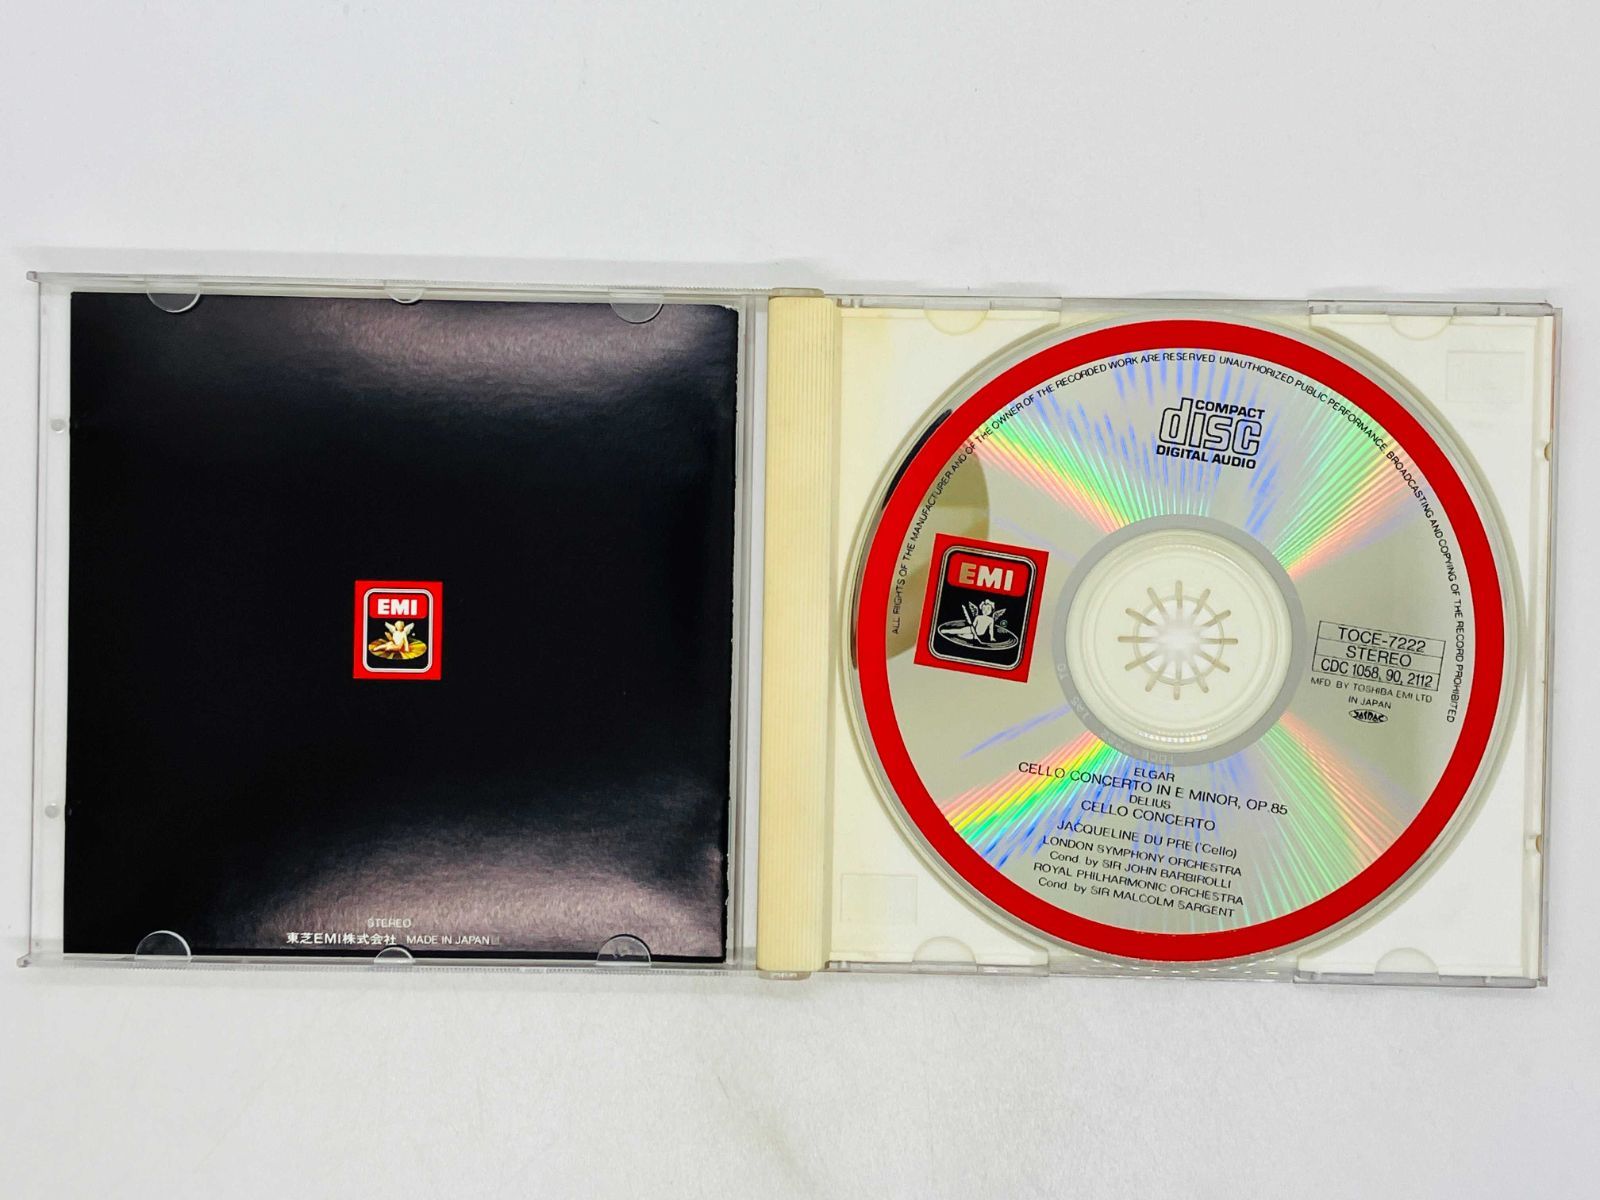 EMI
STEREO
東芝EMI株式会社 MADE IN JAPAN
ALL RIGHTS OF THE MANUFACTURER AND OF THE OWNER OF THE RECORDED WORK ARE RESERVED UNAUTHORIZED PUBLIC PERFORMANCE, BROADCASTING AND COPYING OF THE RECORD PROHIBITED
COMPACT
disc
DIGITAL AUDIO
EMI
TOCE-7222
STEREO
CDC 1058, 90, 2112
MFD. BY TOSHIBA EMI LTD
IN JAPAN
JASRAC
ELGAR
CELLO CONCERTO IN E MINOR, OP.85
DELIUS
CELLO CONCERTO
JACQUELINE DU PRE (Cello)
LONDON SYMPHONY ORCHESTRA
Cond. by SIR JOHN BARBIROLLI
ROYAL PHILHARMONIC ORCHESTRA
Cond. by SIR MALCOLM SARGENT